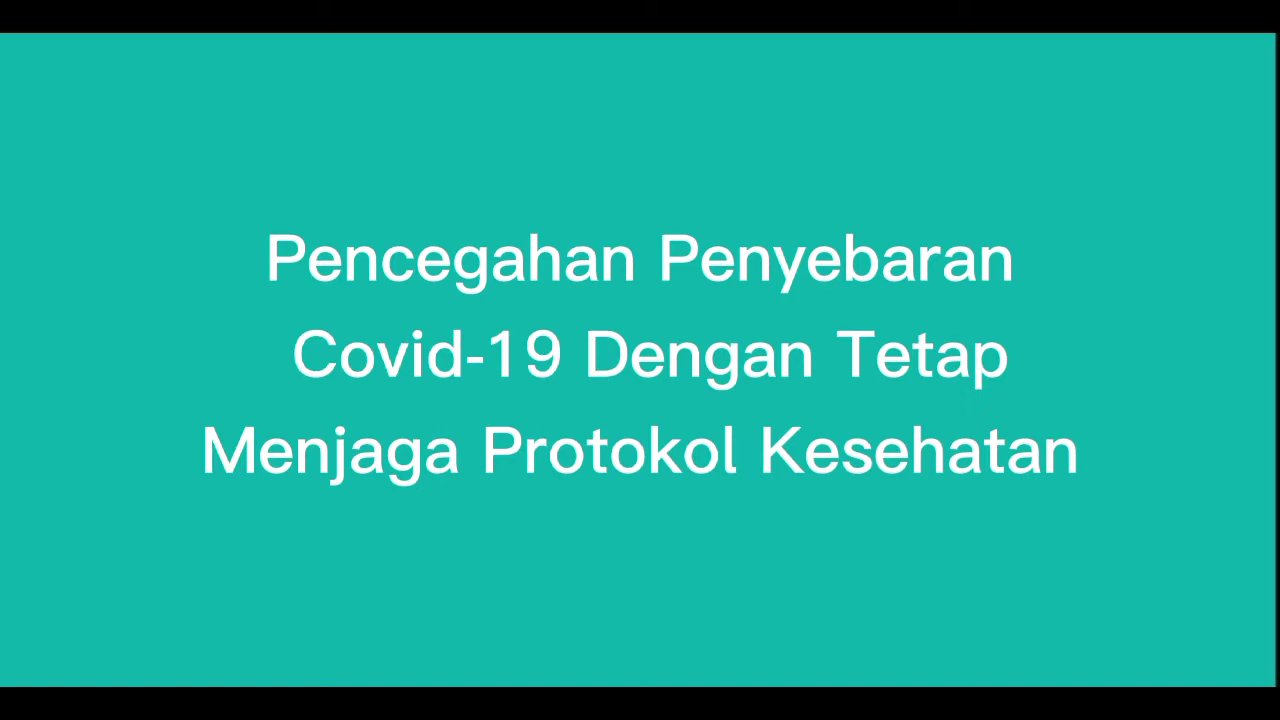 Pencegahan Penyebaran
Covid-19 Dengan Tetap
Menjaga Protokol Kesehatan